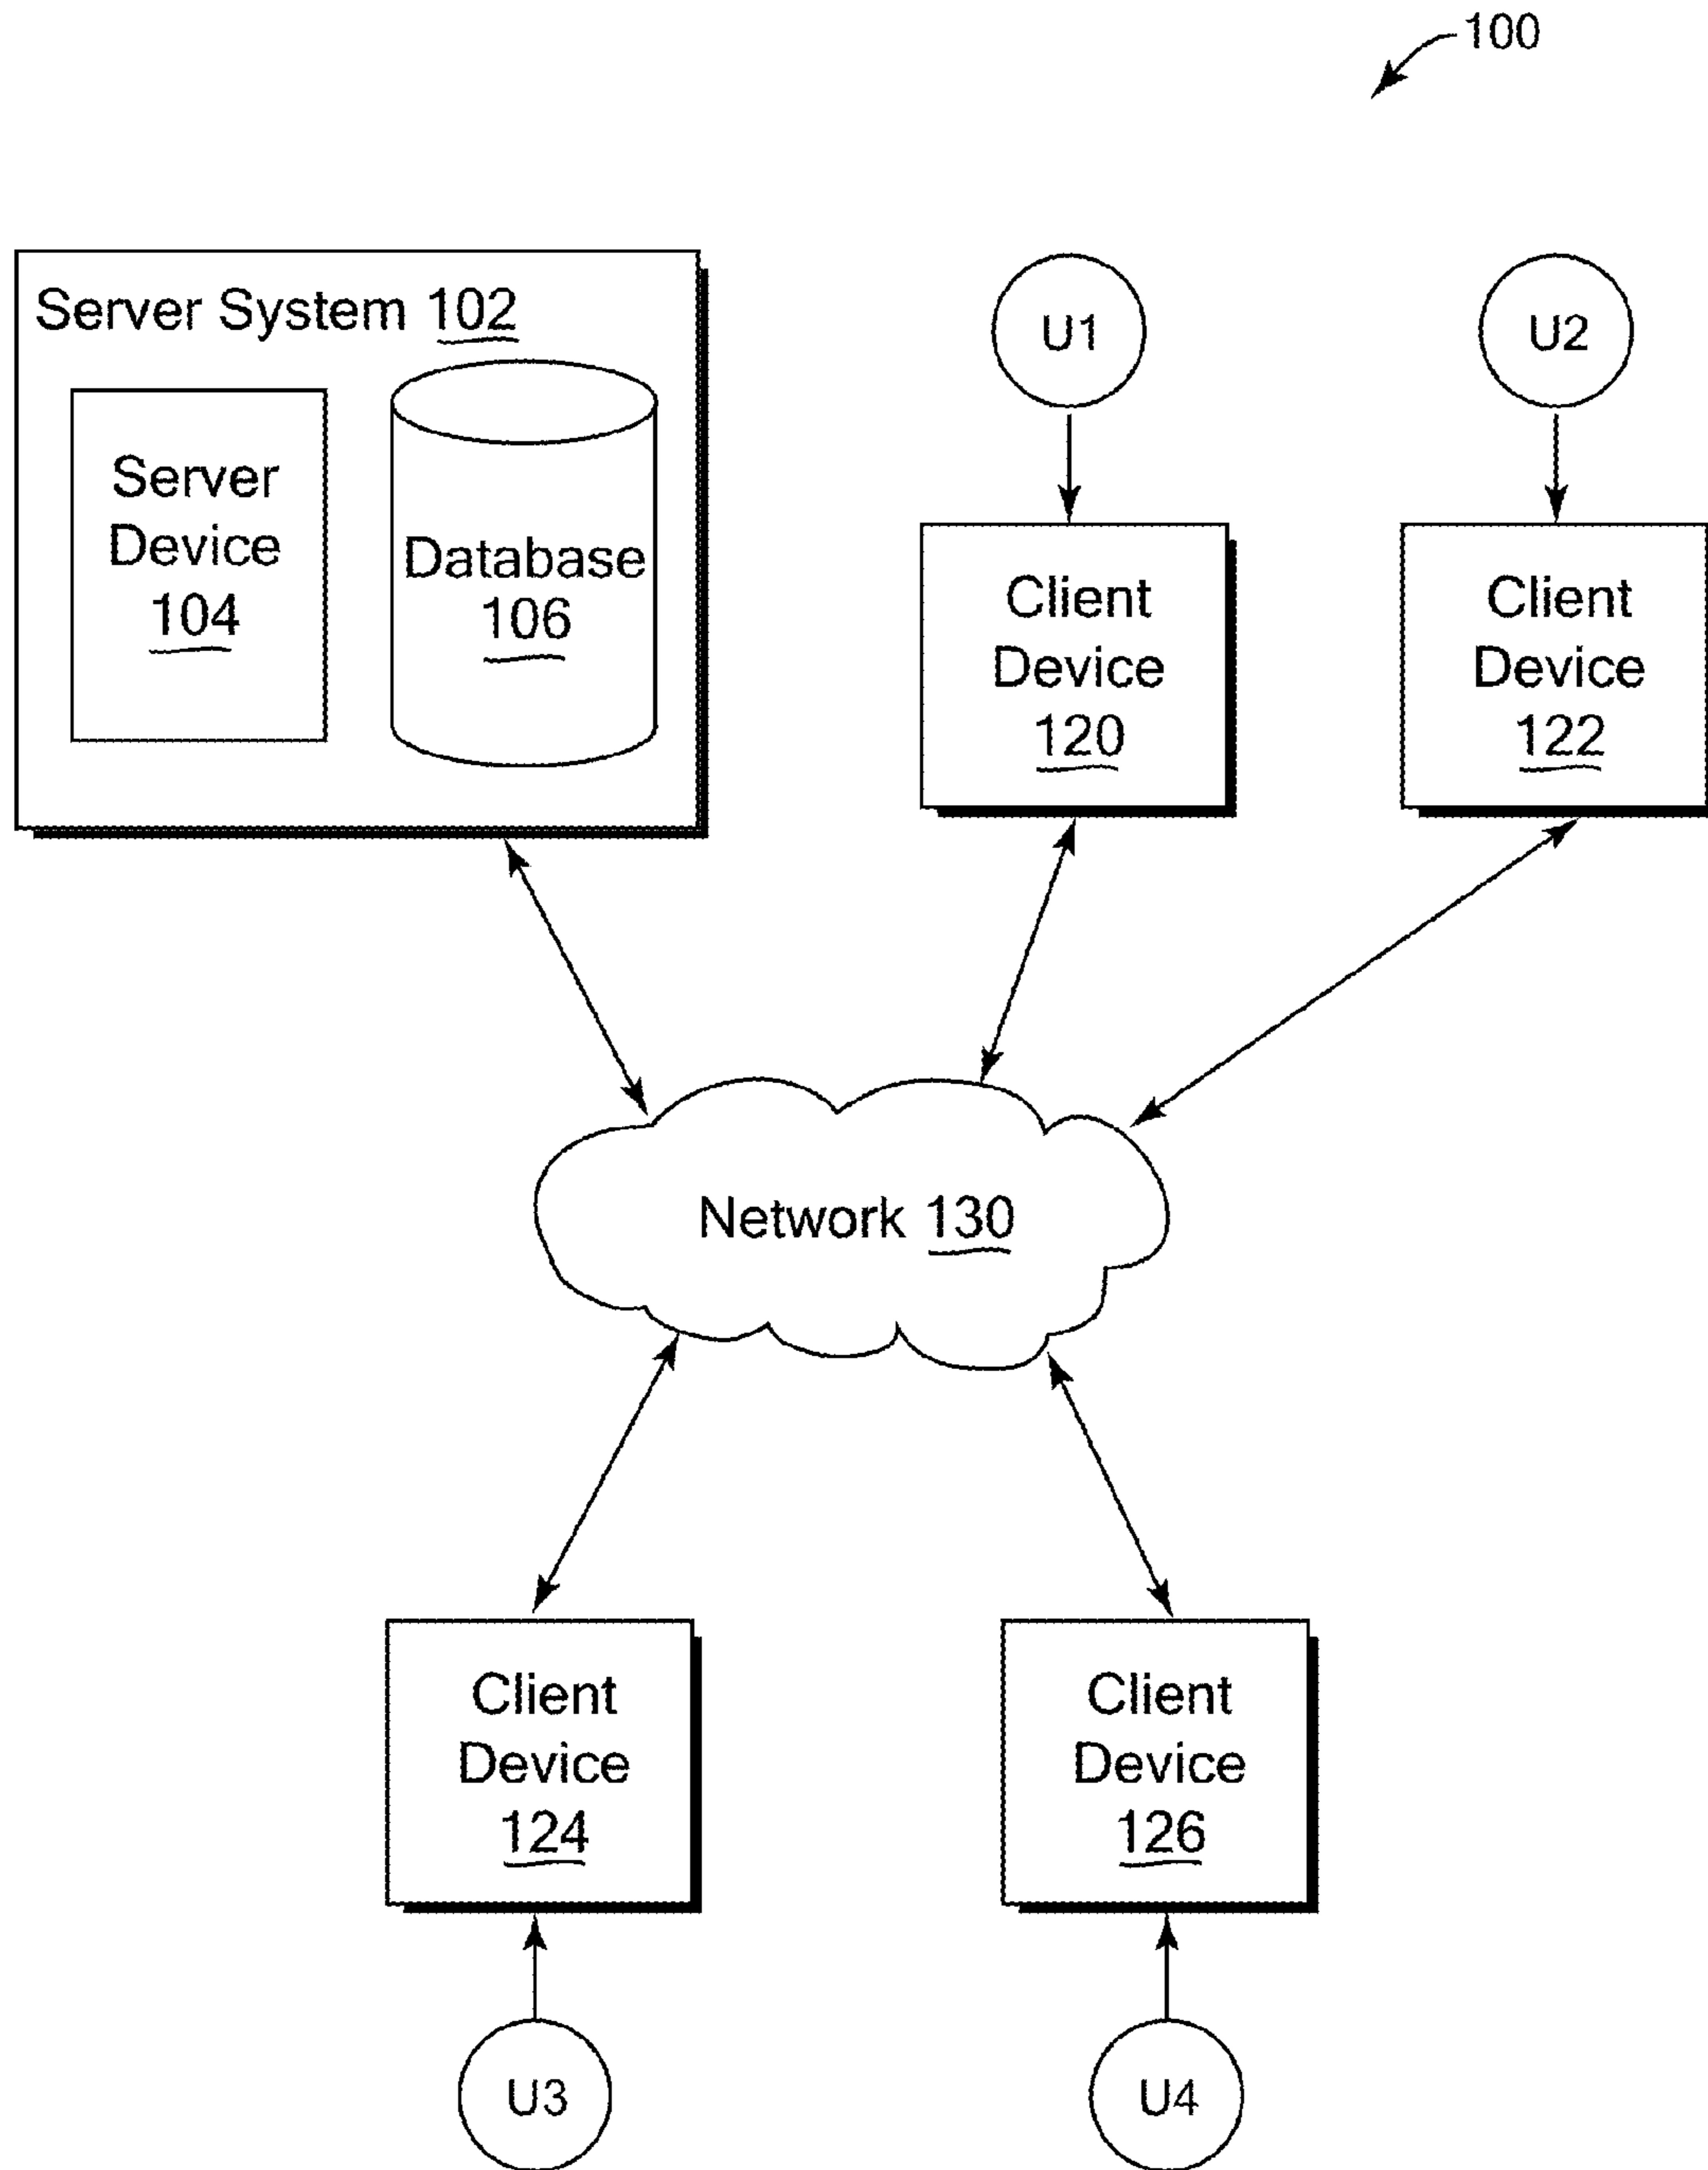 100
Server System 102
Server
Device
104
Database
106
U1
U2
Client
Device
120
Client
Device
122
Network 130
Client
Device
124
Client
Device
126
U3
U4